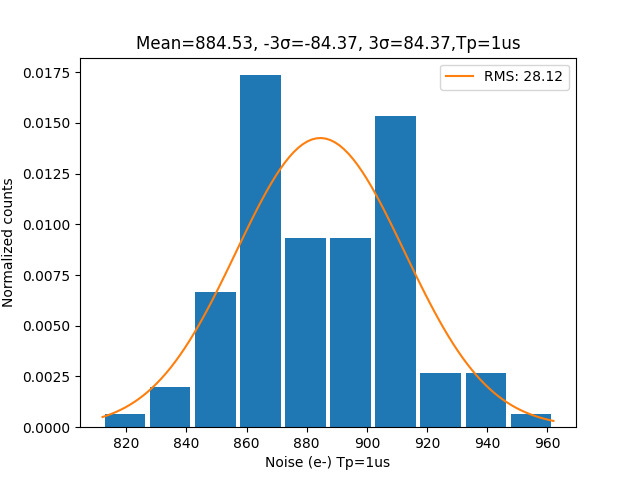 Mean=884.53, -3σ=-84.37, 3σ=84.37,Tp=1us
RMS: 28.12
Normalized counts
0.0175
0.0150
0.0125
0.0100
0.0075
0.0050
0.0025
0.0000
820 840 860 880 900 920 940 960
Noise (e-) Tp=1us